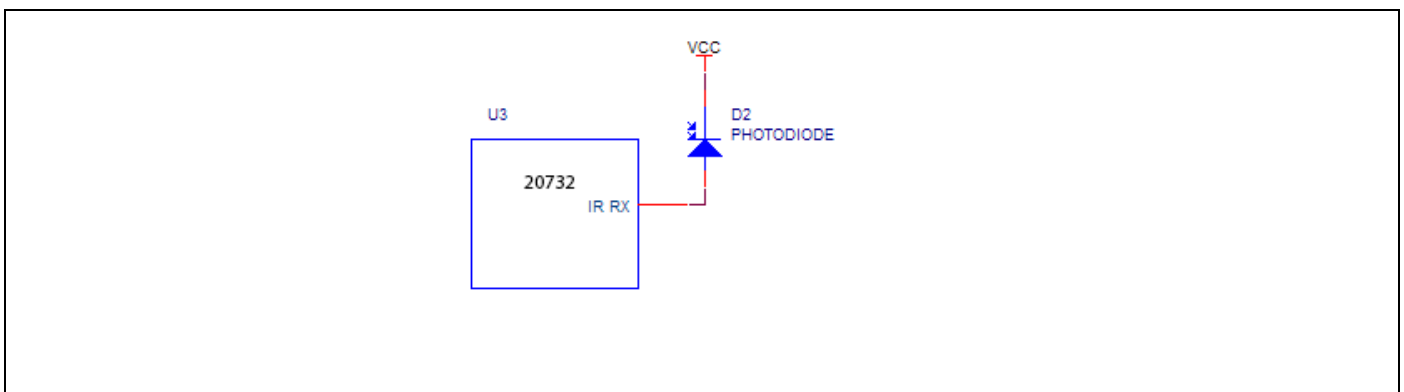 VCC
U3
D2
PHOTODIODE
20732
IR RX